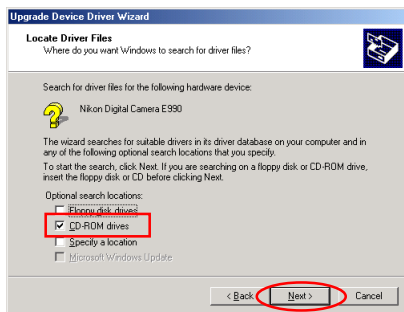 Upgrade Device Driver Wizard
Locate Driver Files
Where do you want Windows to search for driver files?
Search for driver files for the following hardware device:
Nikon Digital Camera E990
The wizard searches for suitable drivers in its driver database on your computer and in
any of the following optional search locations that you specify.
To start the search, click Next. If you are searching on a floppy disk or CD-ROM drive,
insert the floppy disk or CD before clicking Next.
Optional search locations:
Floppy disk drives
CD-ROM drives
Specify a location
Microsoft Windows Update
< Back
Next >
Cancel